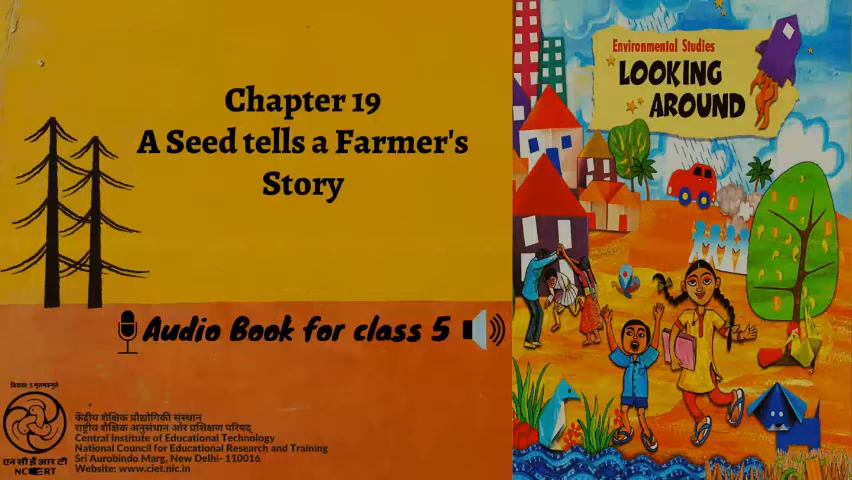 Chapter 19
A Seed tells a Farmer's
Story
Audio Book for class 5
केंद्रीय शैक्षिक प्रौद्योगिकी संस्थान
राष्ट्रीय शैक्षिक अनुसंधान और प्रशिक्षण परिषद्
Central Institute of Educational Technology
National Council for Educational Research and Training
Sri Aurobindo Marg, New Delhi- 110016
Website: www.ciet.nic.in
एन सी ई आर टी
NCERT
Environmental Studies
LOOKING
AROUND